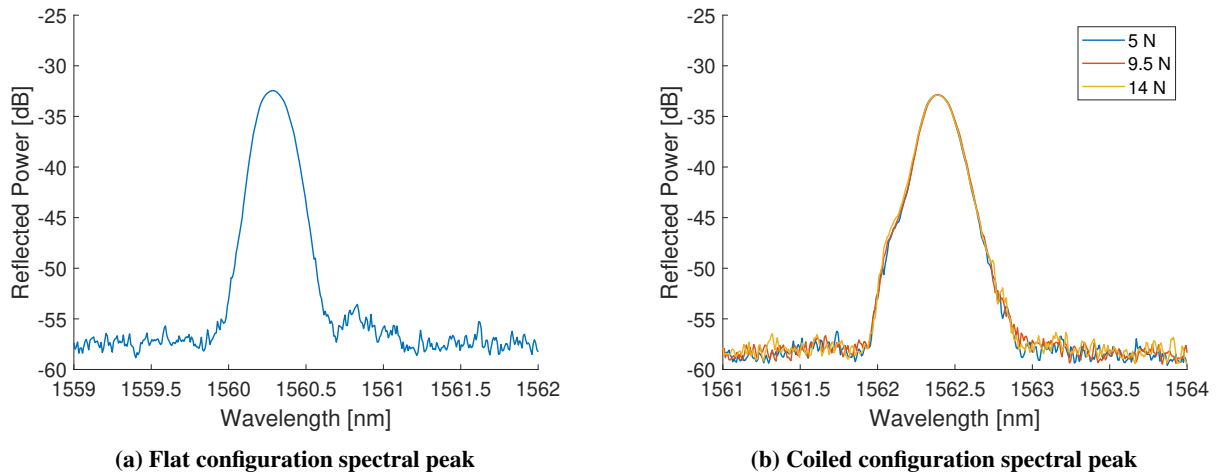 -25
-30
-35
-40
-45
-50
-55
-60
Reflected Power [dB]
1559 1559.5 1560 1560.5 1561 1561.5 1562
Wavelength [nm]
(a) Flat configuration spectral peak
-25
-30
-35
-40
-45
-50
-55
-60
Reflected Power [dB]
5 N
9.5 N
14 N
1561 1561.5 1562 1562.5 1563 1563.5 1564
Wavelength [nm]
(b) Coiled configuration spectral peak